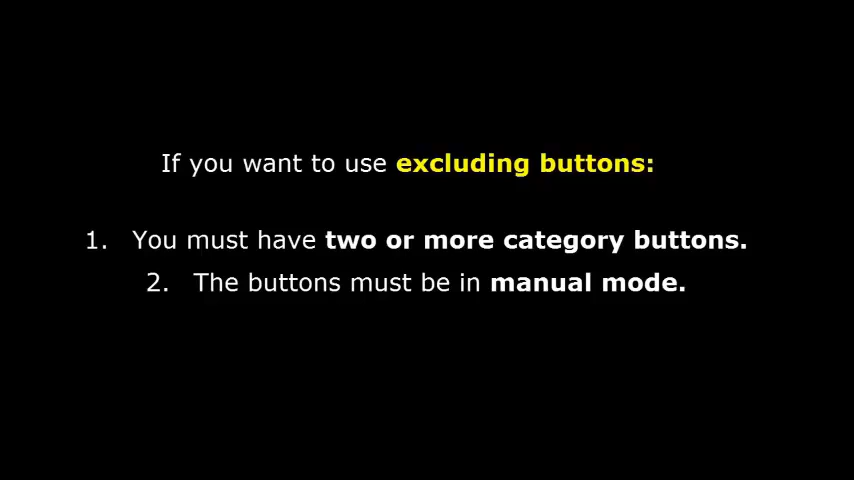 If you want to use excluding buttons:
1. You must have two or more category buttons.
2. The buttons must be in manual mode.